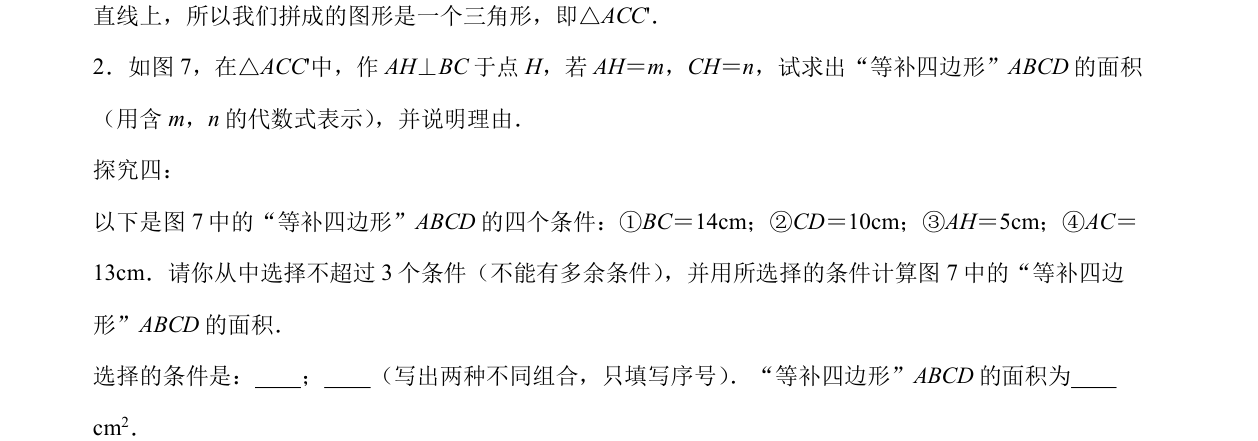 直线上，所以我们拼成的图形是一个三角形，即△ACC'．
2．如图 7，在△ACC'中，作 AH⊥BC 于点 H，若 AH＝m，CH＝n，试求出“等补四边形”ABCD 的面积
（用含 m，n 的代数式表示），并说明理由．
探究四：
以下是图 7 中的“等补四边形”ABCD 的四个条件：①BC＝14cm；②CD＝10cm；③AH＝5cm；④AC＝
13cm．请你从中选择不超过 3 个条件（不能有多余条件），并用所选择的条件计算图 7 中的“等补四边
形”ABCD 的面积．
选择的条件是：____；____（写出两种不同组合，只填写序号）．“等补四边形”ABCD 的面积为____
cm²．